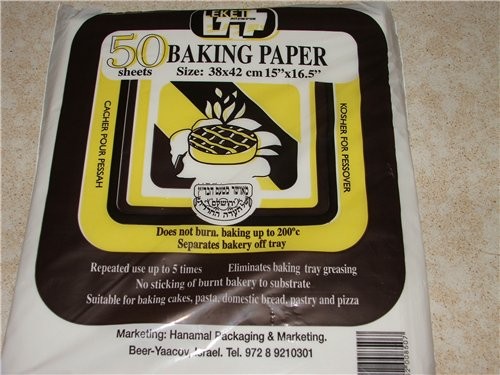 LEKET
לקט
50
sheets
BAKING PAPER
Size: 38x42 cm 15"x16.5"
CACHER POUR PESSAH
KOSHER FOR PESSOVER
Does not burn, baking up to 200°c
Separates bakery off tray
Repeated use up to 5 times
Eliminates baking tray greasing
No sticking of burnt bakery to substrate
Suitable for baking cakes, pasta, domestic bread, pastry and pizza
Marketing: Hanamal Packaging & Marketing.
Beer-Yaacov, Israel. Tel. 972 8 9210301